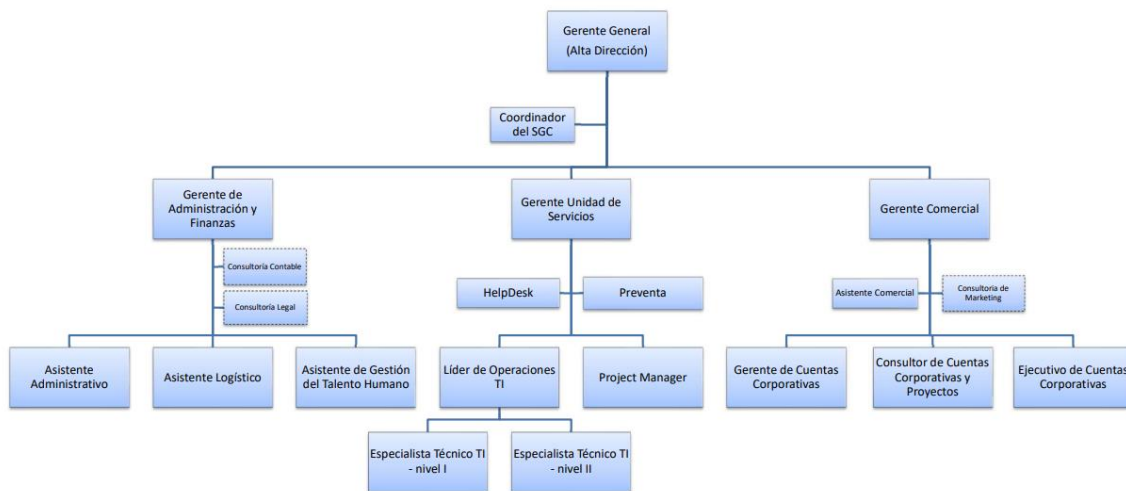 Gerente General
(Alta Dirección)
Coordinador
del SGC
Gerente de
Administración y
Finanzas
Gerente Unidad de
Servicios
Gerente Comercial
Consultoría Contable
Consultoría Legal
HelpDesk
Preventa
Asistente Comercial
Consultoria de
Marketing
Asistente
Administrativo
Asistente Logístico
Asistente de Gestión
del Talento Humano
Líder de Operaciones
TI
Project Manager
Gerente de Cuentas
Corporativas
Consultor de Cuentas
Corporativas y
Proyectos
Ejecutivo de Cuentas
Corporativas
Especialista Técnico TI
- nivel I
Especialista Técnico TI
- nivel II